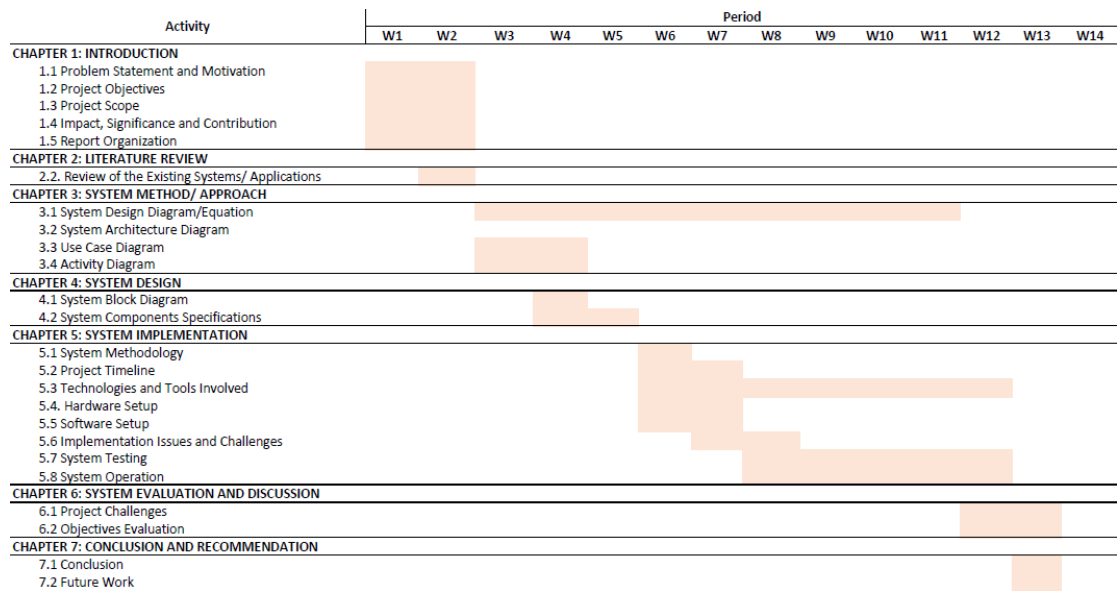 Activity
Period
W1 W2 W3 W4 W5 W6 W7 W8 W9 W10 W11 W12 W13 W14
CHAPTER 1: INTRODUCTION
1.1 Problem Statement and Motivation
1.2 Project Objectives
1.3 Project Scope
1.4 Impact, Significance and Contribution
1.5 Report Organization
CHAPTER 2: LITERATURE REVIEW
2.2. Review of the Existing Systems/ Applications
CHAPTER 3: SYSTEM METHOD/ APPROACH
3.1 System Design Diagram/Equation
3.2 System Architecture Diagram
3.3 Use Case Diagram
3.4 Activity Diagram
CHAPTER 4: SYSTEM DESIGN
4.1 System Block Diagram
4.2 System Components Specifications
CHAPTER 5: SYSTEM IMPLEMENTATION
5.1 System Methodology
5.2 Project Timeline
5.3 Technologies and Tools Involved
5.4. Hardware Setup
5.5 Software Setup
5.6 Implementation Issues and Challenges
5.7 System Testing
5.8 System Operation
CHAPTER 6: SYSTEM EVALUATION AND DISCUSSION
6.1 Project Challenges
6.2 Objectives Evaluation
CHAPTER 7: CONCLUSION AND RECOMMENDATION
7.1 Conclusion
7.2 Future Work